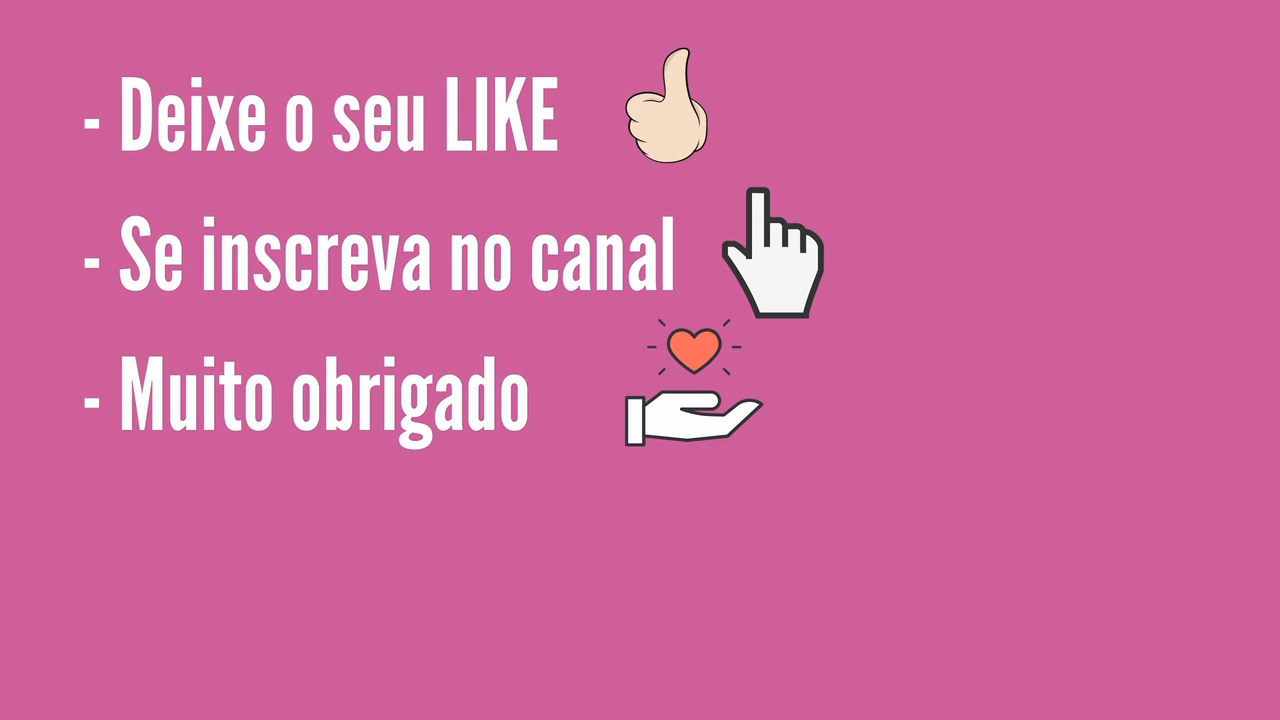 - Deixe o seu LIKE
- Se inscreva no canal
- Muito obrigado